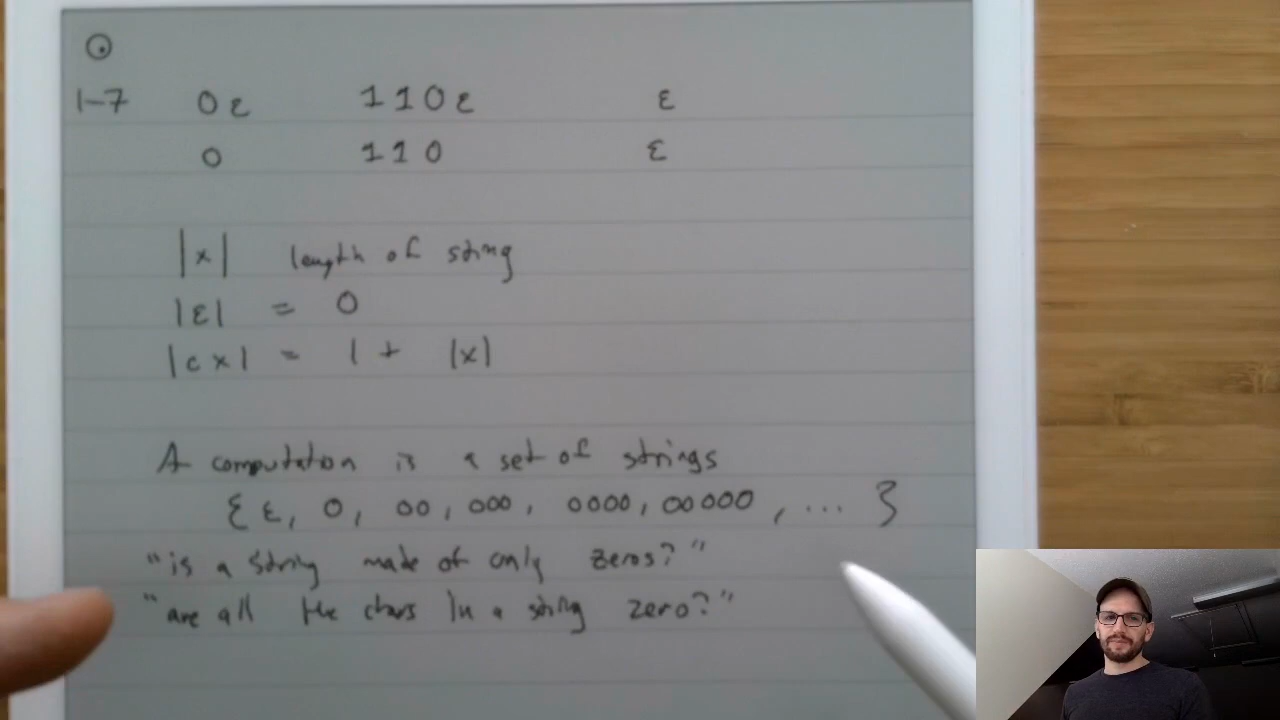 1-7 0ε 110ε ε
0 110 ε
|x| length of string
|ε| = 0
|cx| = 1 + |x|
A computation is a set of strings
{ε, 0, 00, 000, 0000, 00000, ... }
"is a string made of only zeros?"
"are all the chars in a string zero?"